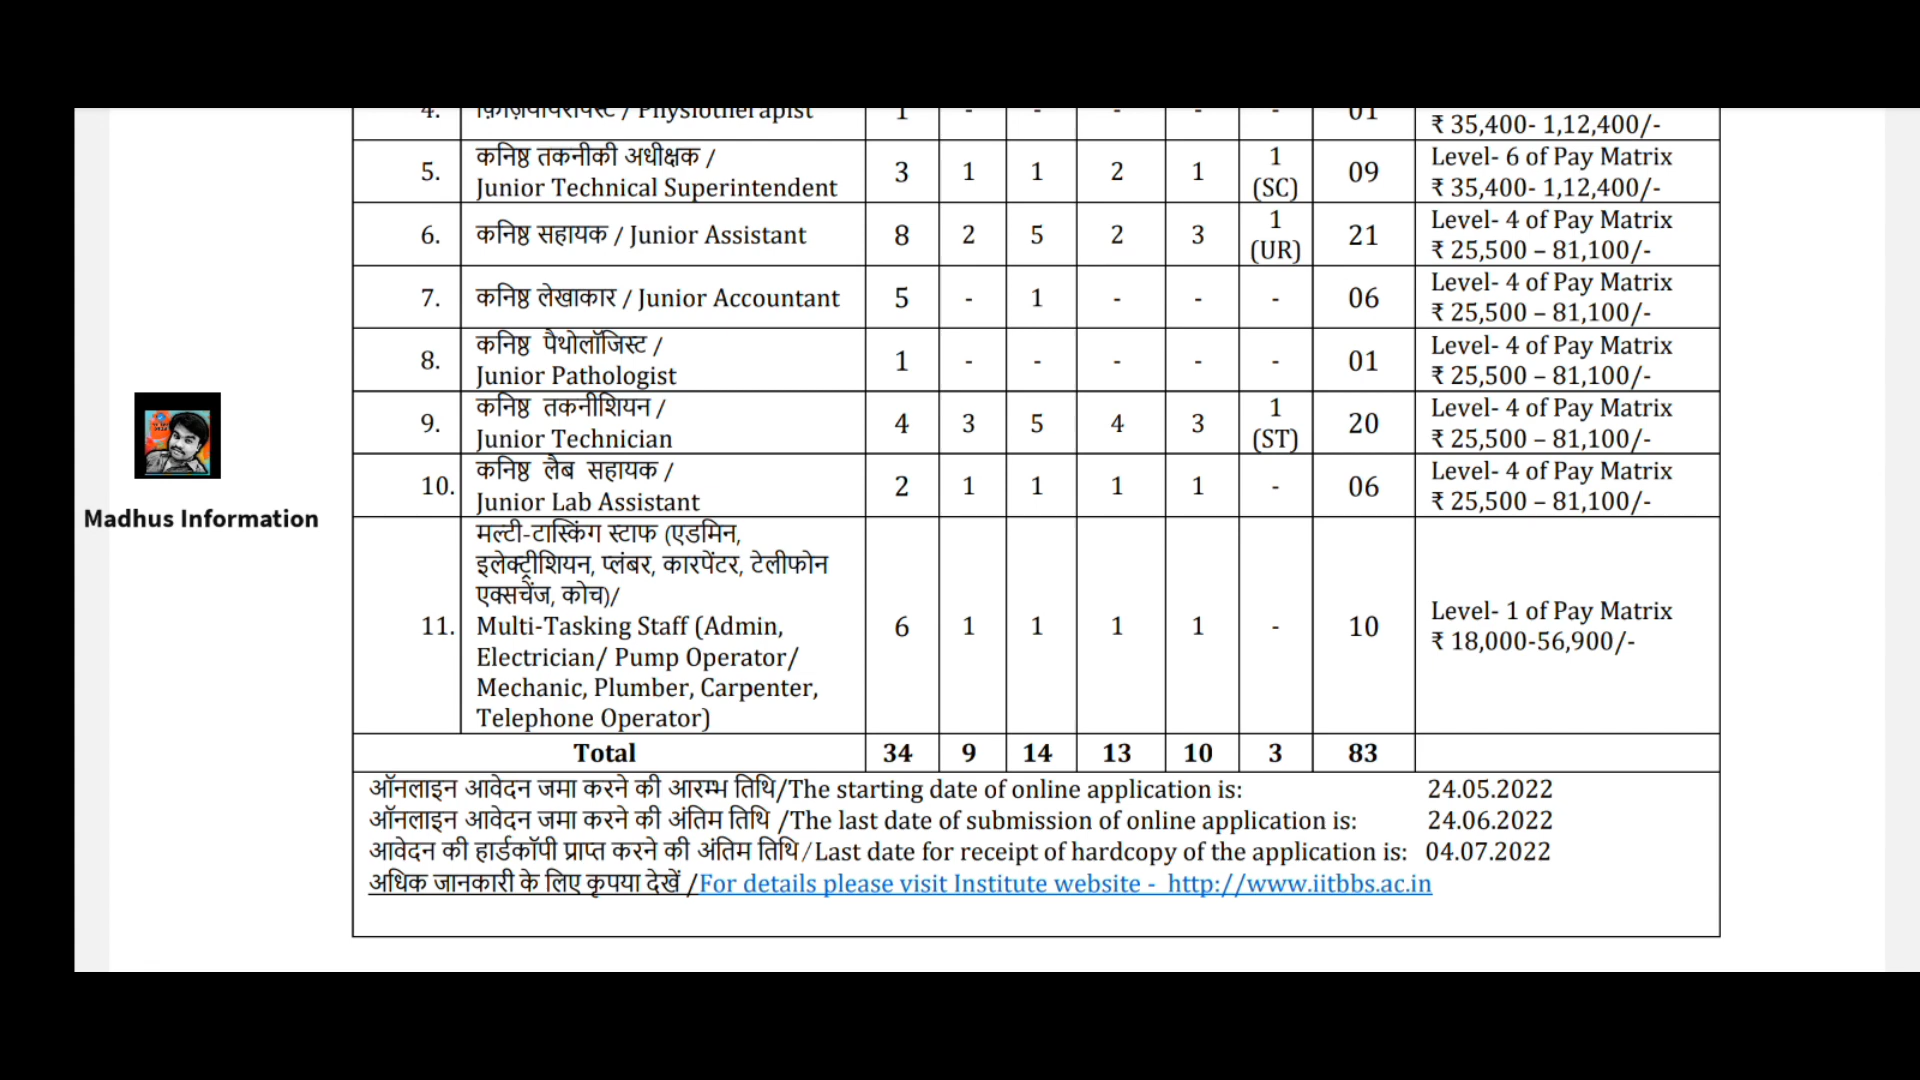 4. फ़िज़ियोथेरेपिस्ट / Physiotherapist 1 - - - - - 01 ₹ 35,400- 1,12,400/-
5. कनिष्ठ तकनीकी अधीक्षक / Junior Technical Superintendent 3 1 1 2 1 1 (SC) 09 Level- 6 of Pay Matrix ₹ 35,400- 1,12,400/-
6. कनिष्ठ सहायक / Junior Assistant 8 2 5 2 3 1 (UR) 21 Level- 4 of Pay Matrix ₹ 25,500 – 81,100/-
7. कनिष्ठ लेखाकार / Junior Accountant 5 - 1 - - - 06 Level- 4 of Pay Matrix ₹ 25,500 – 81,100/-
8. कनिष्ठ पैथोलॉजिस्ट / Junior Pathologist 1 - - - - - 01 Level- 4 of Pay Matrix ₹ 25,500 – 81,100/-
9. कनिष्ठ तकनीशियन / Junior Technician 4 3 5 4 3 1 (ST) 20 Level- 4 of Pay Matrix ₹ 25,500 – 81,100/-
10. कनिष्ठ लैब सहायक / Junior Lab Assistant 2 1 1 1 1 - 06 Level- 4 of Pay Matrix ₹ 25,500 – 81,100/-
11. मल्टी-टास्किंग स्टाफ (एडमिन,
इलेक्ट्रीशियन, प्लंबर, कारपेंटर, टेलीफोन
एक्सचेंज, कोच)/
Multi-Tasking Staff (Admin,
Electrician/ Pump Operator/
Mechanic, Plumber, Carpenter,
Telephone Operator)
6 1 1 1 1 - 10 Level- 1 of Pay Matrix
₹ 18,000-56,900/-
Total 34 9 14 13 10 3 83
ऑनलाइन आवेदन जमा करने की आरम्भ तिथि/The starting date of online application is: 24.05.2022
ऑनलाइन आवेदन जमा करने की अंतिम तिथि /The last date of submission of online application is: 24.06.2022
आवेदन की हार्डकॉपी प्राप्त करने की अंतिम तिथि/Last date for receipt of hardcopy of the application is: 04.07.2022
अधिक जानकारी के लिए कृपया देखें /For details please visit Institute website - http://www.iitbbs.ac.in
Madhus Information